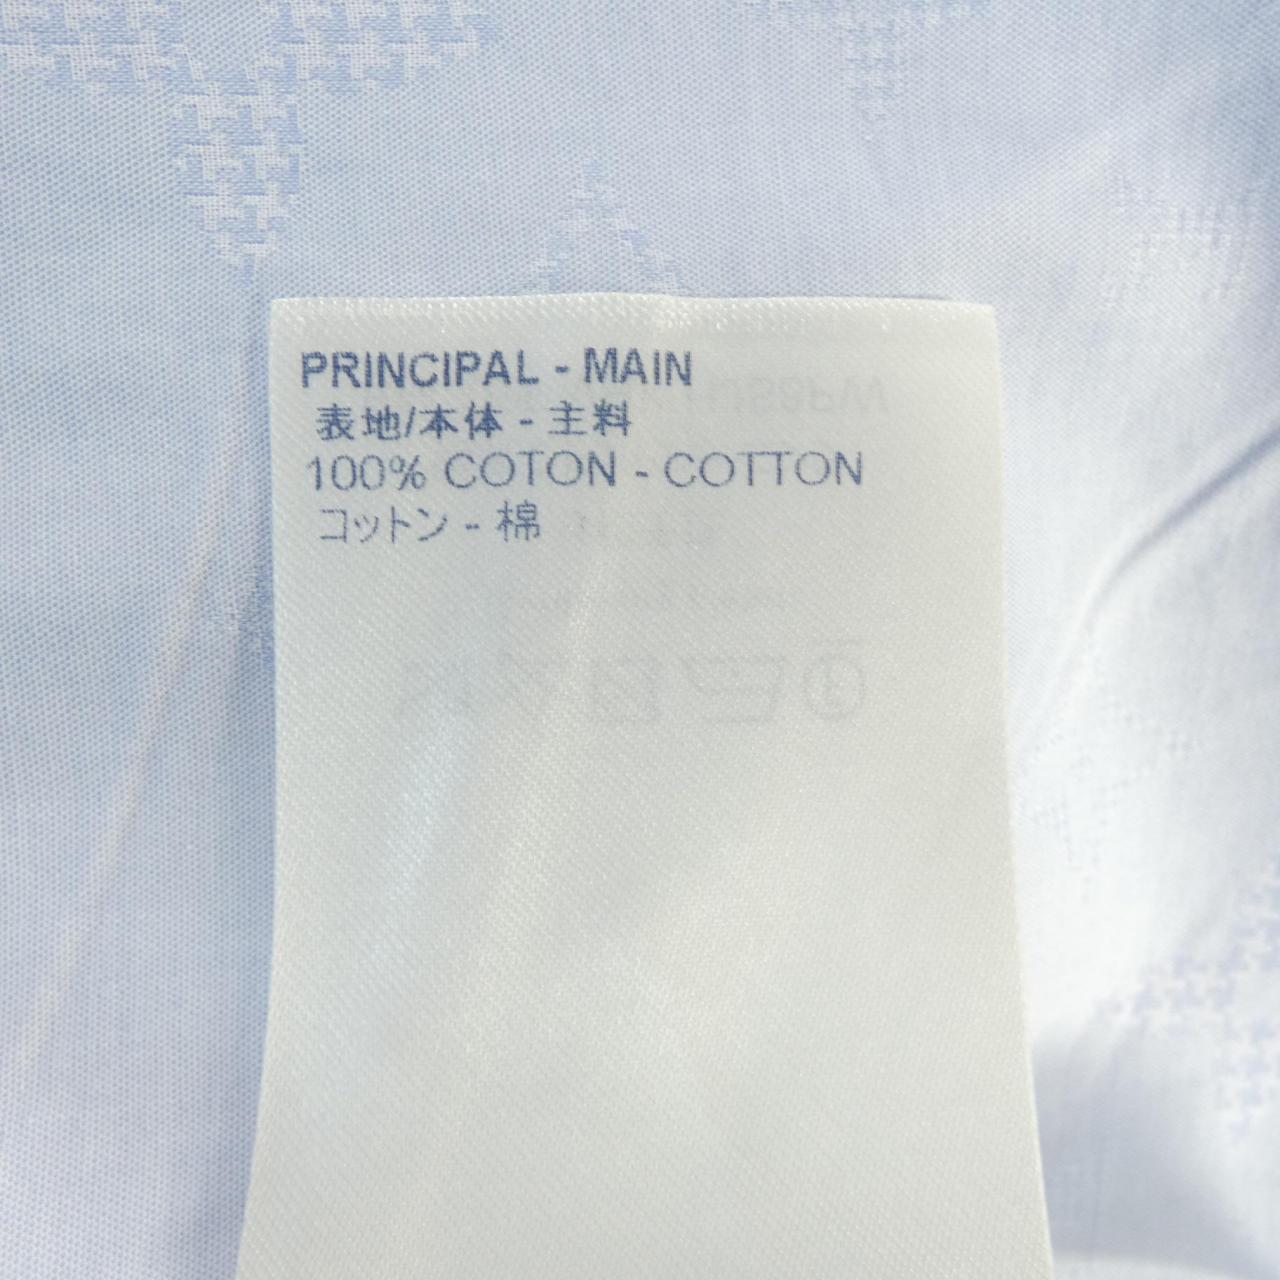 PRINCIPAL - MAIN
表地/本体 - 主料
100% COTON - COTTON
コットン - 棉